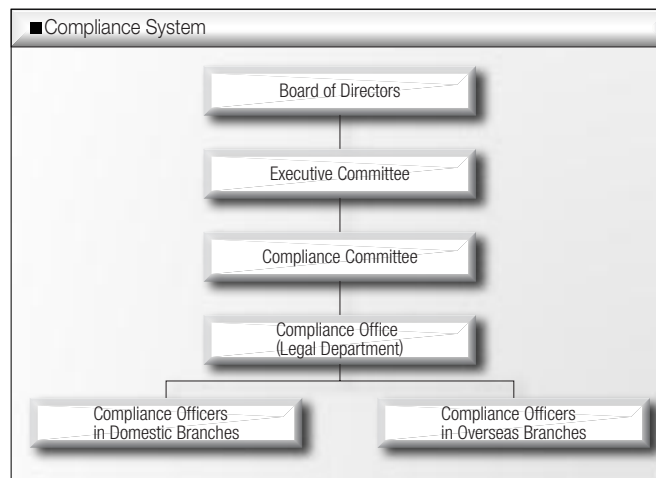 ■Compliance System
Board of Directors
Executive Committee
Compliance Committee
Compliance Office
(Legal Department)
Compliance Officers
in Domestic Branches
Compliance Officers
in Overseas Branches